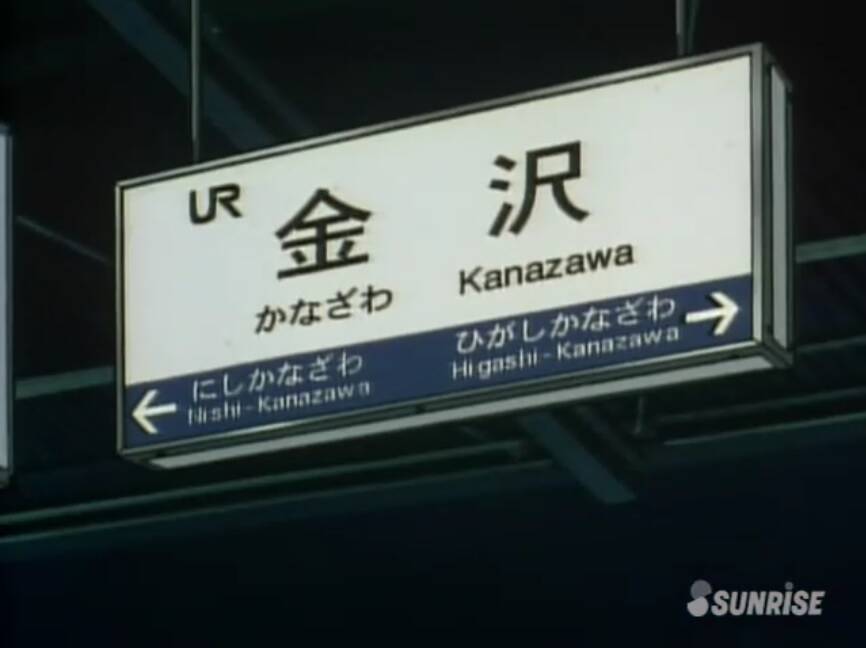 UR
金沢
かなざわ Kanazawa
にしかなざわ
Nishi-Kanazawa
ひがしかなざわ
Higashi-Kanazawa
SUNRISE